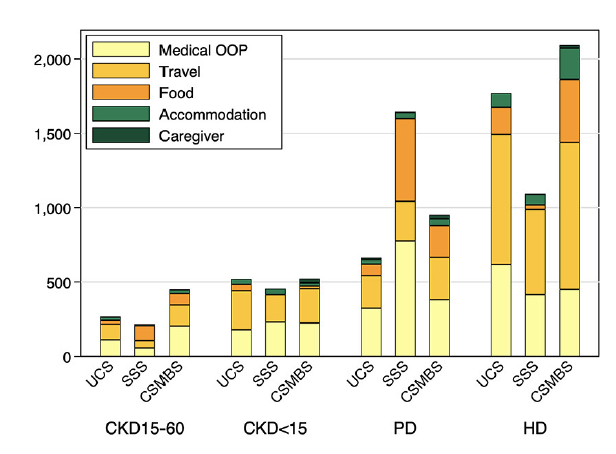 2,000
1,500
1,000
500
0
Medical OOP
Travel
Food
Accommodation
Caregiver
UCS SSS CSMBS UCS SSS CSMBS UCS SSS CSMBS UCS SSS CSMBS
CKD15-60 CKD<15 PD HD